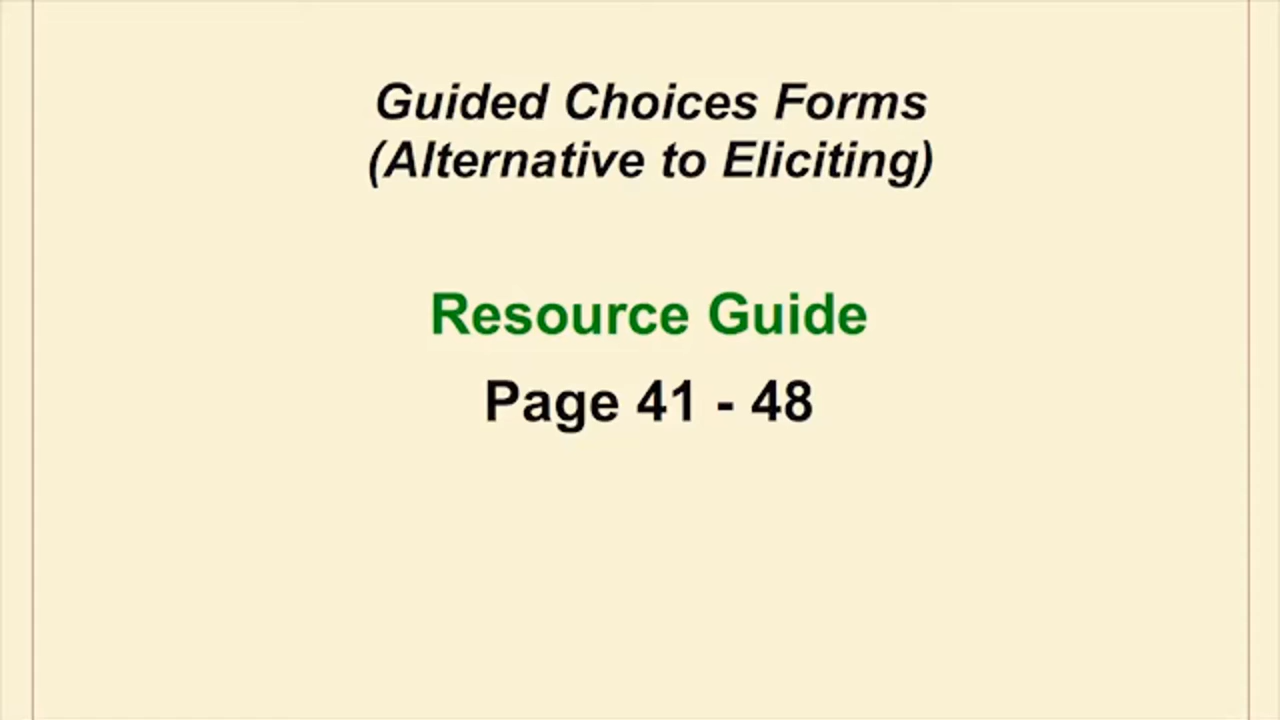 Guided Choices Forms
(Alternative to Eliciting)
Resource Guide
Page 41 - 48